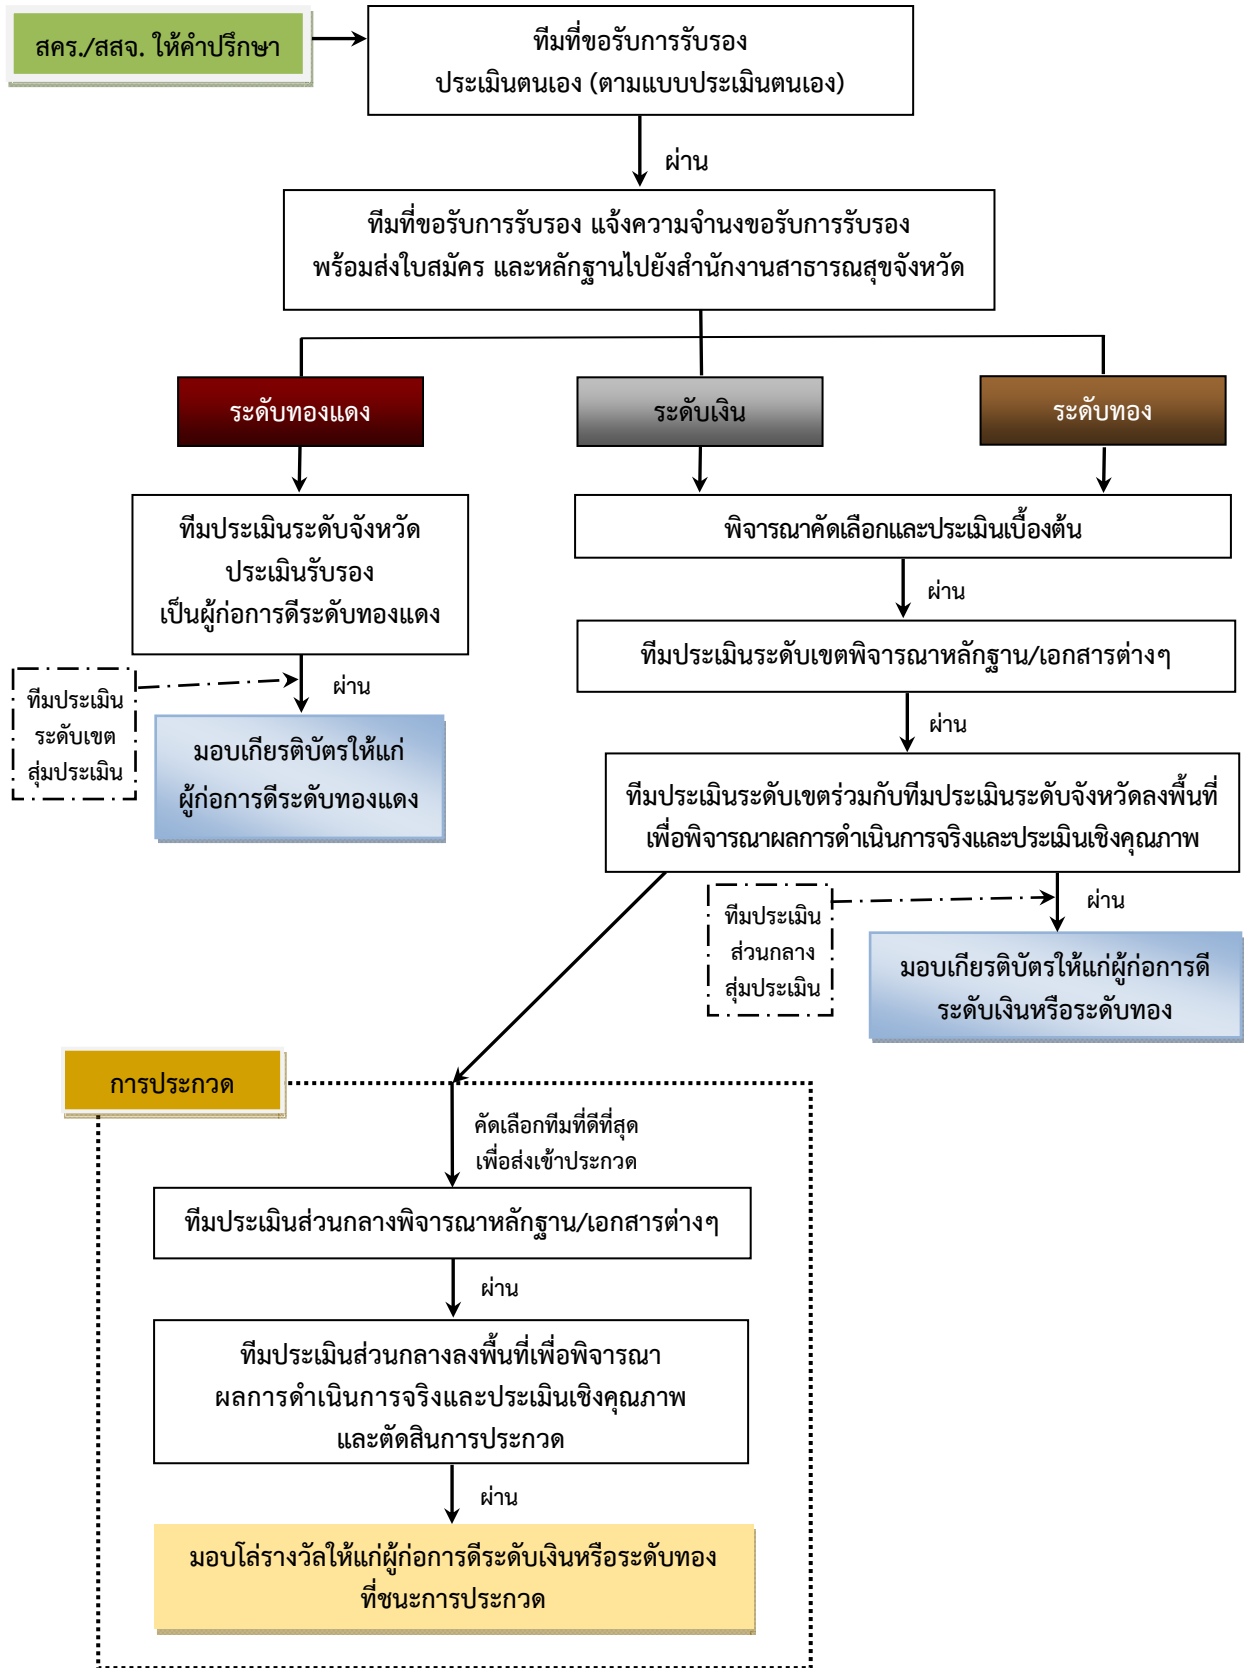 สคร./สสจ. ให้คำปรึกษา
ทีมที่ขอรับการรับรอง
ประเมินตนเอง (ตามแบบประเมินตนเอง)
ผ่าน
ทีมที่ขอรับการรับรอง แจ้งความจำนงขอรับการรับรอง
พร้อมส่งใบสมัคร และหลักฐานไปยังสำนักงานสาธารณสุขจังหวัด
ระดับทองแดง
ระดับเงิน
ระดับทอง
ทีมประเมินระดับจังหวัด
ประเมินรับรอง
เป็นผู้ก่อการดีระดับทองแดง
พิจารณาคัดเลือกและประเมินเบื้องต้น
ผ่าน
ทีมประเมินระดับเขตพิจารณาหลักฐาน/เอกสารต่างๆ
ทีมประเมิน
ระดับเขต
สุ่มประเมิน
ผ่าน
มอบเกียรติบัตรให้แก่
ผู้ก่อการดีระดับทองแดง
ผ่าน
ทีมประเมินระดับเขตร่วมกับทีมประเมินระดับจังหวัดลงพื้นที่
เพื่อพิจารณาผลการดำเนินการจริงและประเมินเชิงคุณภาพ
ทีมประเมิน
ส่วนกลาง
สุ่มประเมิน
ผ่าน
มอบเกียรติบัตรให้แก่ผู้ก่อการดี
ระดับเงินหรือระดับทอง
การประกวด
คัดเลือกทีมที่ดีที่สุด
เพื่อส่งเข้าประกวด
ทีมประเมินส่วนกลางพิจารณาหลักฐาน/เอกสารต่างๆ
ผ่าน
ทีมประเมินส่วนกลางลงพื้นที่เพื่อพิจารณา
ผลการดำเนินการจริงและประเมินเชิงคุณภาพ
และตัดสินการประกวด
ผ่าน
มอบโล่รางวัลให้แก่ผู้ก่อการดีระดับเงินหรือระดับทอง
ที่ชนะการประกวด